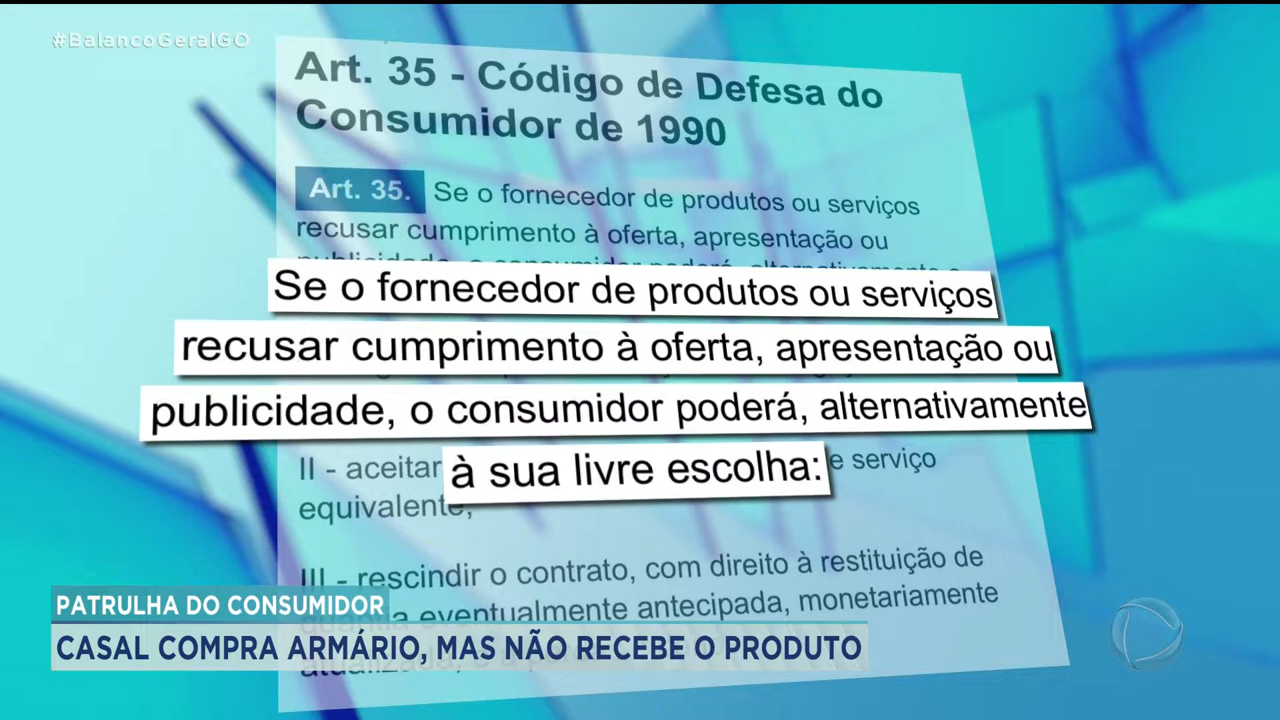 #BalancoGeralGO
Art. 35 - Código de Defesa do
Consumidor de 1990
Art. 35. Se o fornecedor de produtos ou serviços
recusar cumprimento à oferta, apresentação ou
Se o fornecedor de produtos ou serviços
recusar cumprimento à oferta, apresentação ou
publicidade, o consumidor poderá, alternativamente
à sua livre escolha:
II - aceitar e serviço
equivalente;
III - rescindir o contrato, com direito à restituição de
quantia eventualmente antecipada, monetariamente
PATRULHA DO CONSUMIDOR
CASAL COMPRA ARMÁRIO, MAS NÃO RECEBE O PRODUTO